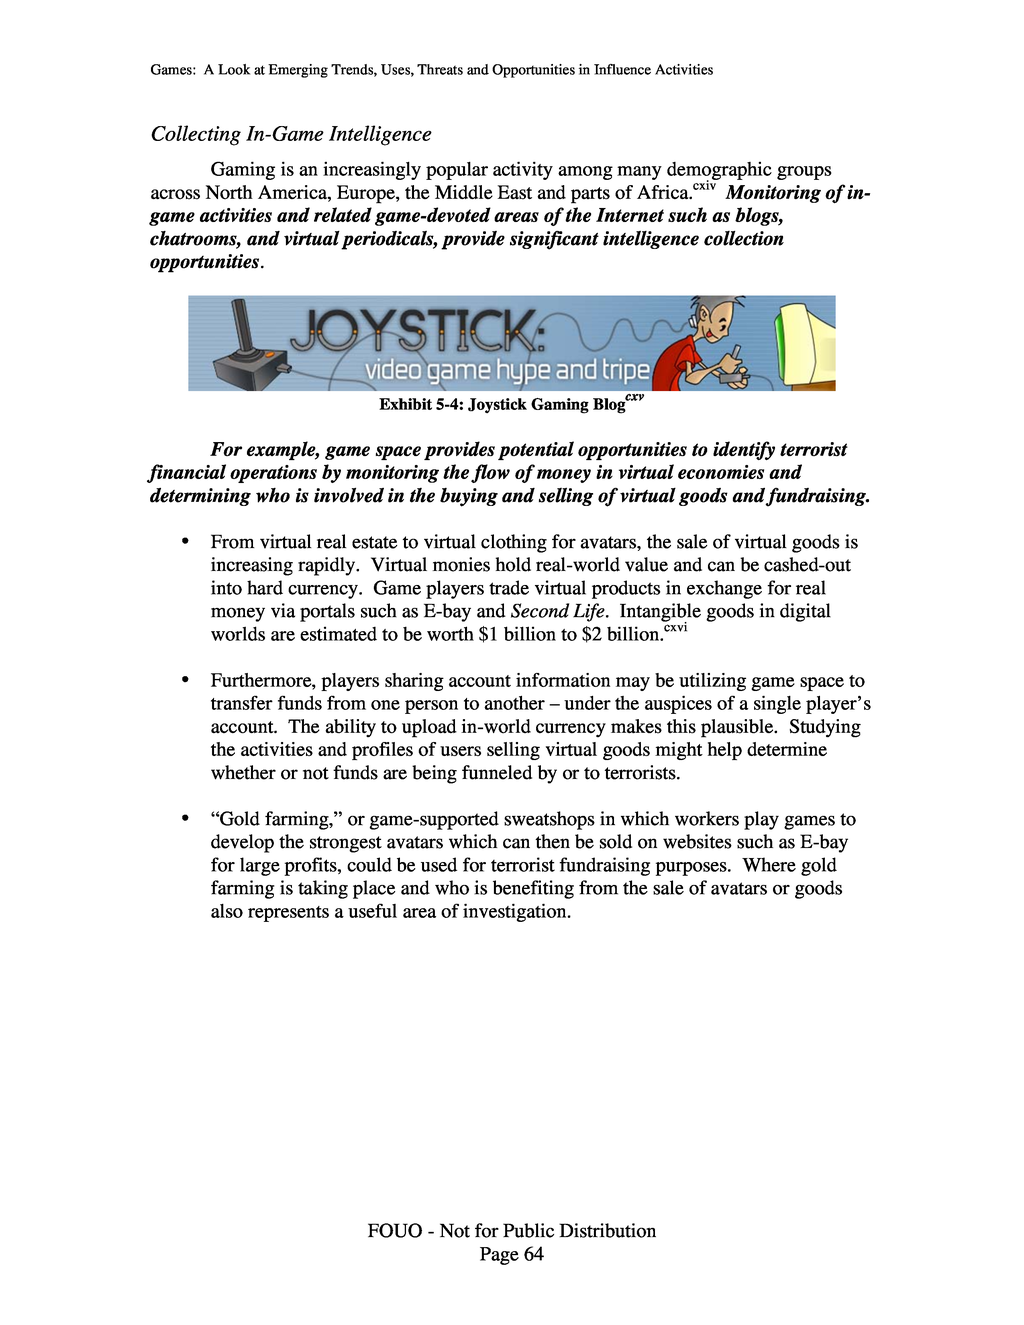 Games:  A Look at Emerging Trends, Uses, Threats and Opportunities in Influence Activities
Collecting In-Game Intelligence
Gaming is an increasingly popular activity among many demographic groups
across North America, Europe, the Middle East and parts of Africa.cxiv  Monitoring of in-
game activities and related game-devoted areas of the Internet such as blogs,
chatrooms, and virtual periodicals, provide significant intelligence collection
opportunities.
JOYSTICK:
video game hype and tripe
Exhibit 5-4: Joystick Gaming Blogcxv
For example, game space provides potential opportunities to identify terrorist
financial operations by monitoring the flow of money in virtual economies and
determining who is involved in the buying and selling of virtual goods and fundraising.
• From virtual real estate to virtual clothing for avatars, the sale of virtual goods is
increasing rapidly.  Virtual monies hold real-world value and can be cashed-out
into hard currency.  Game players trade virtual products in exchange for real
money via portals such as E-bay and Second Life.  Intangible goods in digital
worlds are estimated to be worth $1 billion to $2 billion.cxvi
• Furthermore, players sharing account information may be utilizing game space to
transfer funds from one person to another – under the auspices of a single player’s
account.  The ability to upload in-world currency makes this plausible.  Studying
the activities and profiles of users selling virtual goods might help determine
whether or not funds are being funneled by or to terrorists.
• “Gold farming,” or game-supported sweatshops in which workers play games to
develop the strongest avatars which can then be sold on websites such as E-bay
for large profits, could be used for terrorist fundraising purposes.  Where gold
farming is taking place and who is benefiting from the sale of avatars or goods
also represents a useful area of investigation.
FOUO - Not for Public Distribution
Page 64